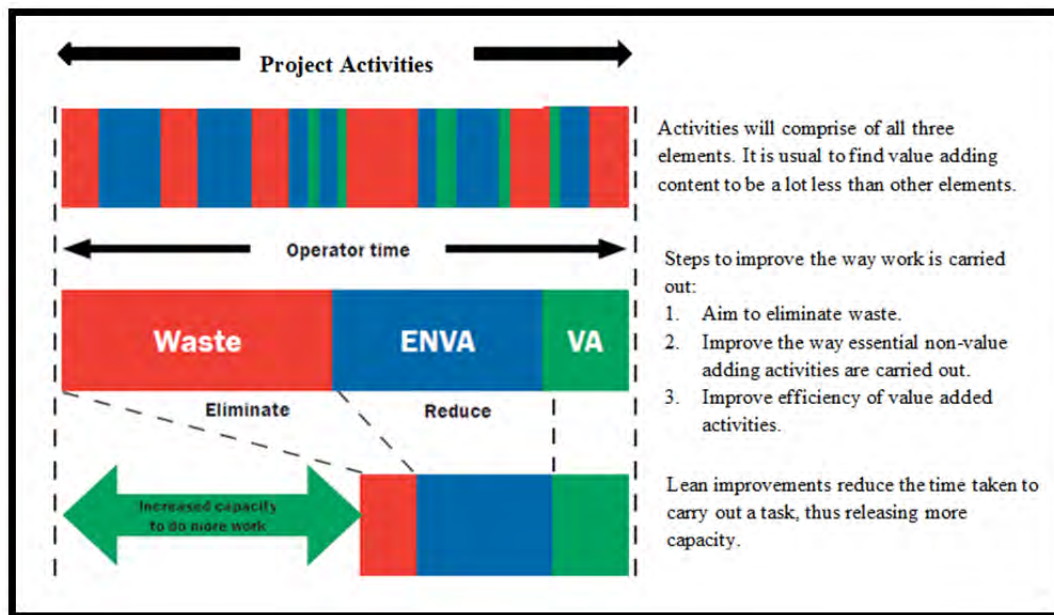 Project Activities
Activities will comprise of all three
elements. It is usual to find value adding
content to be a lot less than other elements.
Operator time
Waste
ENVA
VA
Eliminate
Reduce
Steps to improve the way work is carried
out:
1. Aim to eliminate waste.
2. Improve the way essential non-value
adding activities are carried out.
3. Improve efficiency of value added
activities.
Increased capacity
to do more work
Lean improvements reduce the time taken to
carry out a task, thus releasing more
capacity.